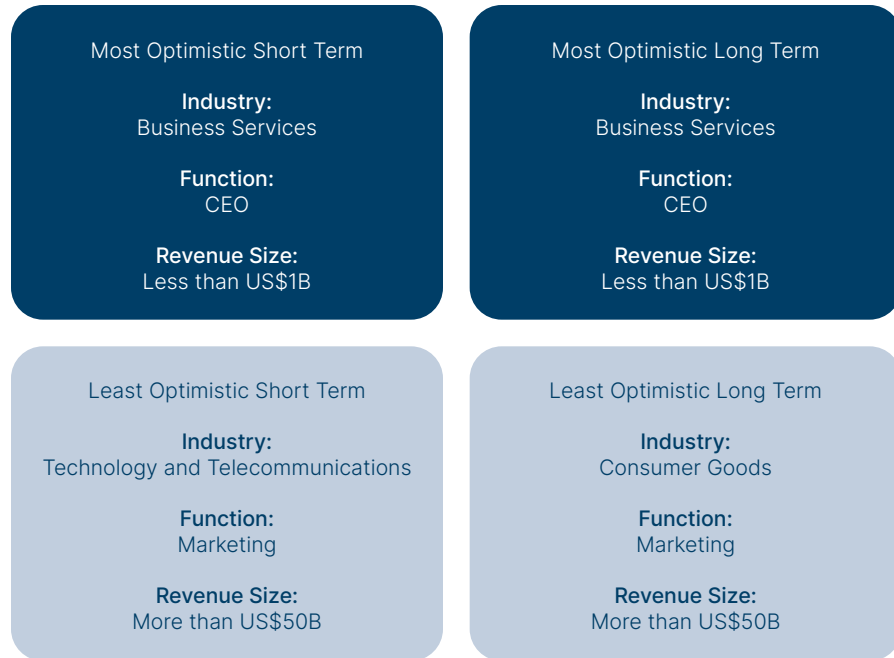 Most Optimistic Short Term
Industry:
Business Services
Function:
CEO
Revenue Size:
Less than US$1B
Most Optimistic Long Term
Industry:
Business Services
Function:
CEO
Revenue Size:
Less than US$1B
Least Optimistic Short Term
Industry:
Technology and Telecommunications
Function:
Marketing
Revenue Size:
More than US$50B
Least Optimistic Long Term
Industry:
Consumer Goods
Function:
Marketing
Revenue Size:
More than US$50B